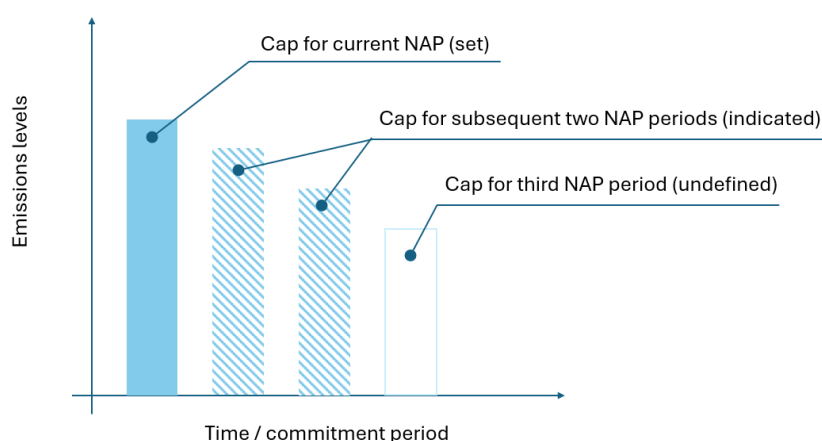 Cap for current NAP (set)
Cap for subsequent two NAP periods (indicated)
Cap for third NAP period (undefined)
Emissions levels
Time / commitment period